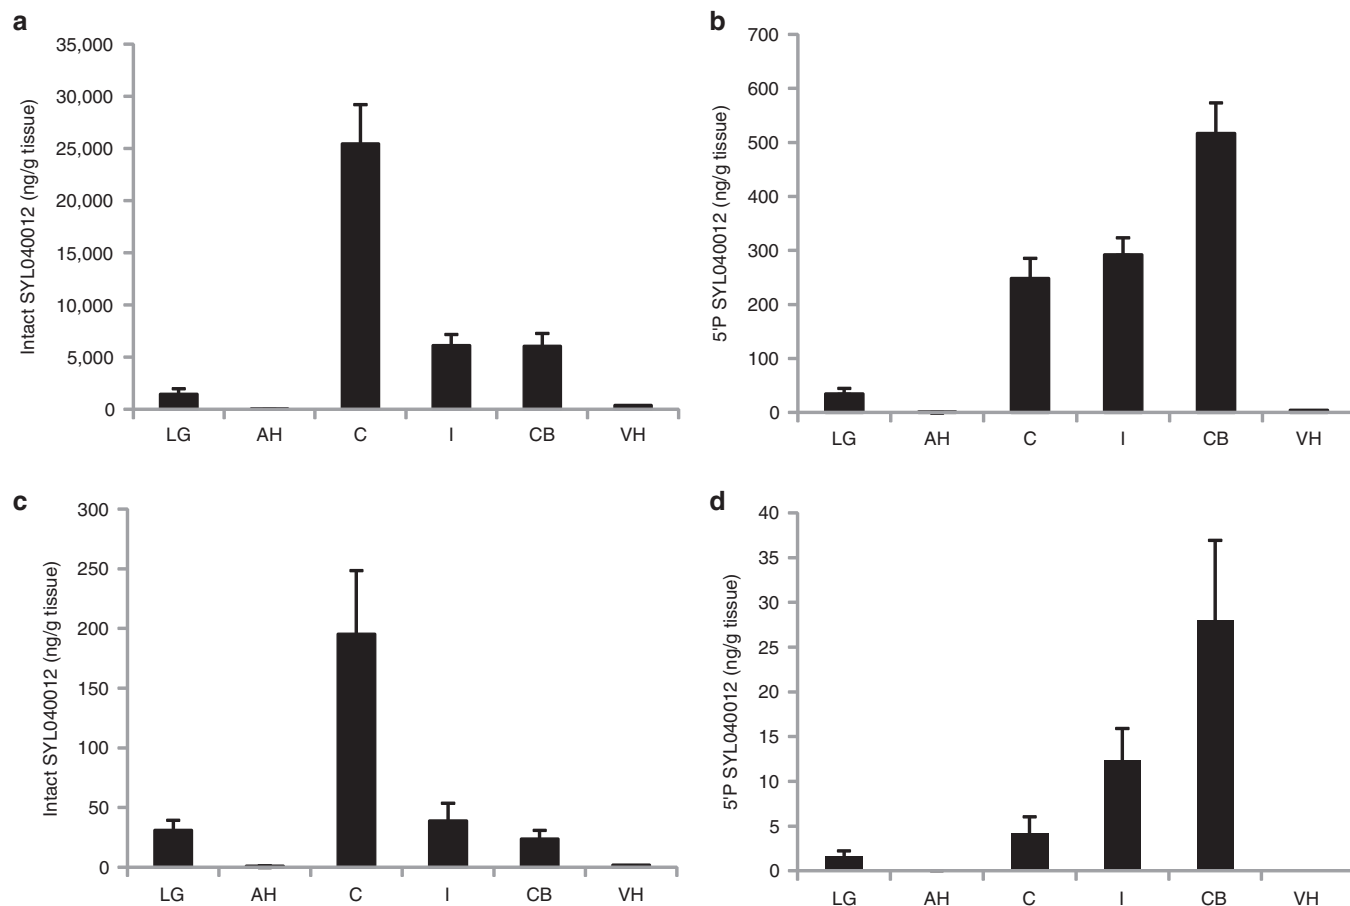 a
Intact SYL040012 (ng/g tissue)
35,000
30,000
25,000
20,000
15,000
10,000
5,000
0
LG AH C I CB VH
b
5'P SYL040012 (ng/g tissue)
700
600
500
400
300
200
100
0
LG AH C I CB VH
c
Intact SYL040012 (ng/g tissue)
300
250
200
150
100
50
0
LG AH C I CB VH
d
5'P SYL040012 (ng/g tissue)
40
35
30
25
20
15
10
5
0
LG AH C I CB VH